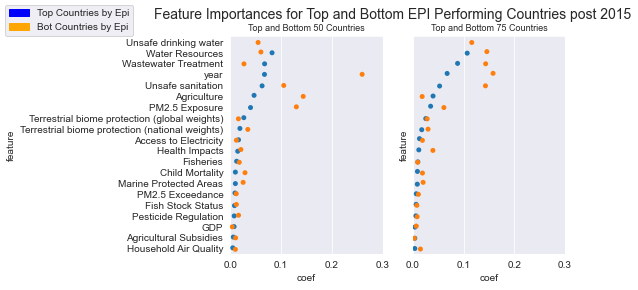 Top Countries by Epi
Bot Countries by Epi
Feature Importances for Top and Bottom EPI Performing Countries post 2015
Top and Bottom 50 Countries
Top and Bottom 75 Countries
feature
Unsafe drinking water
Water Resources
Wastewater Treatment
year
Unsafe sanitation
Agriculture
PM2.5 Exposure
Terrestrial biome protection (global weights)
Terrestrial biome protection (national weights)
Access to Electricity
Health Impacts
Fisheries
Child Mortality
Marine Protected Areas
PM2.5 Exceedance
Fish Stock Status
Pesticide Regulation
GDP
Agricultural Subsidies
Household Air Quality
0.0 0.1 0.2 0.3
coef
feature
0.0 0.1 0.2 0.3
coef